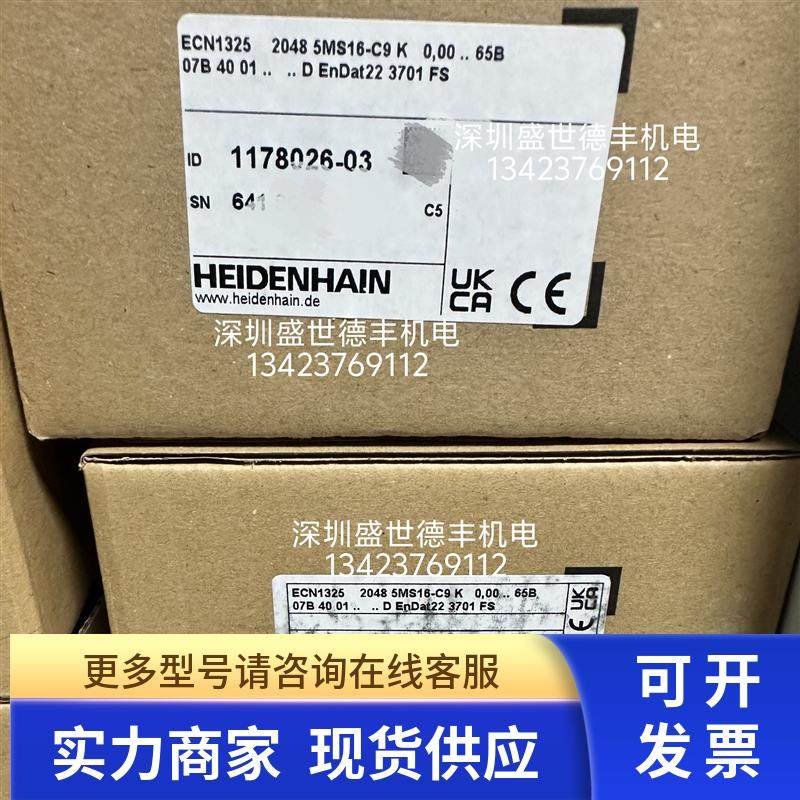 ECN1325 2048 5MS16-C9 K 0,00 .. 65B
07B 40 01 .. .. D EnDat22 3701 FS
深圳盛世德丰机电
13423769112
ID 1178026-03
SN 641
C5
HEIDENHAIN
www.heidenhain.de
UK
CA CE
深圳盛世德丰机电
13423769112
深圳盛世德丰机电
13423769112
ECN1325 2048 5MS16-C9 K 0,00 .. 65B
07B 40 01 .. .. D EnDat22 3701 FS
UK
CA
CE
更多型号请咨询在线客服
实力商家 现货供应
可开
发票